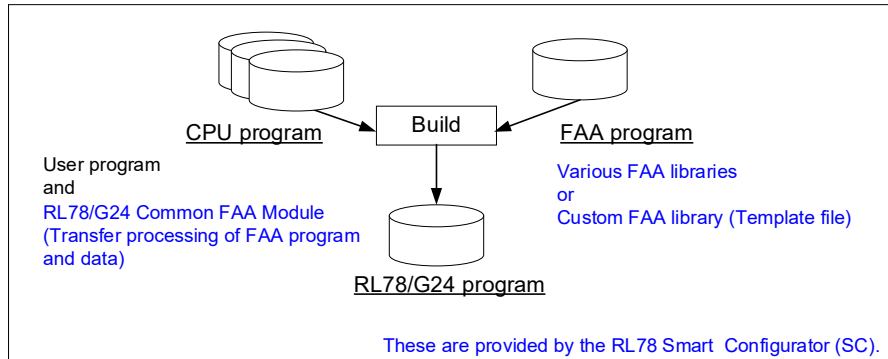 CPU program
Build
FAA program
User program
and
RL78/G24 Common FAA Module
(Transfer processing of FAA program
and data)
Various FAA libraries
or
Custom FAA library (Template file)
RL78/G24 program
These are provided by the RL78 Smart Configurator (SC).